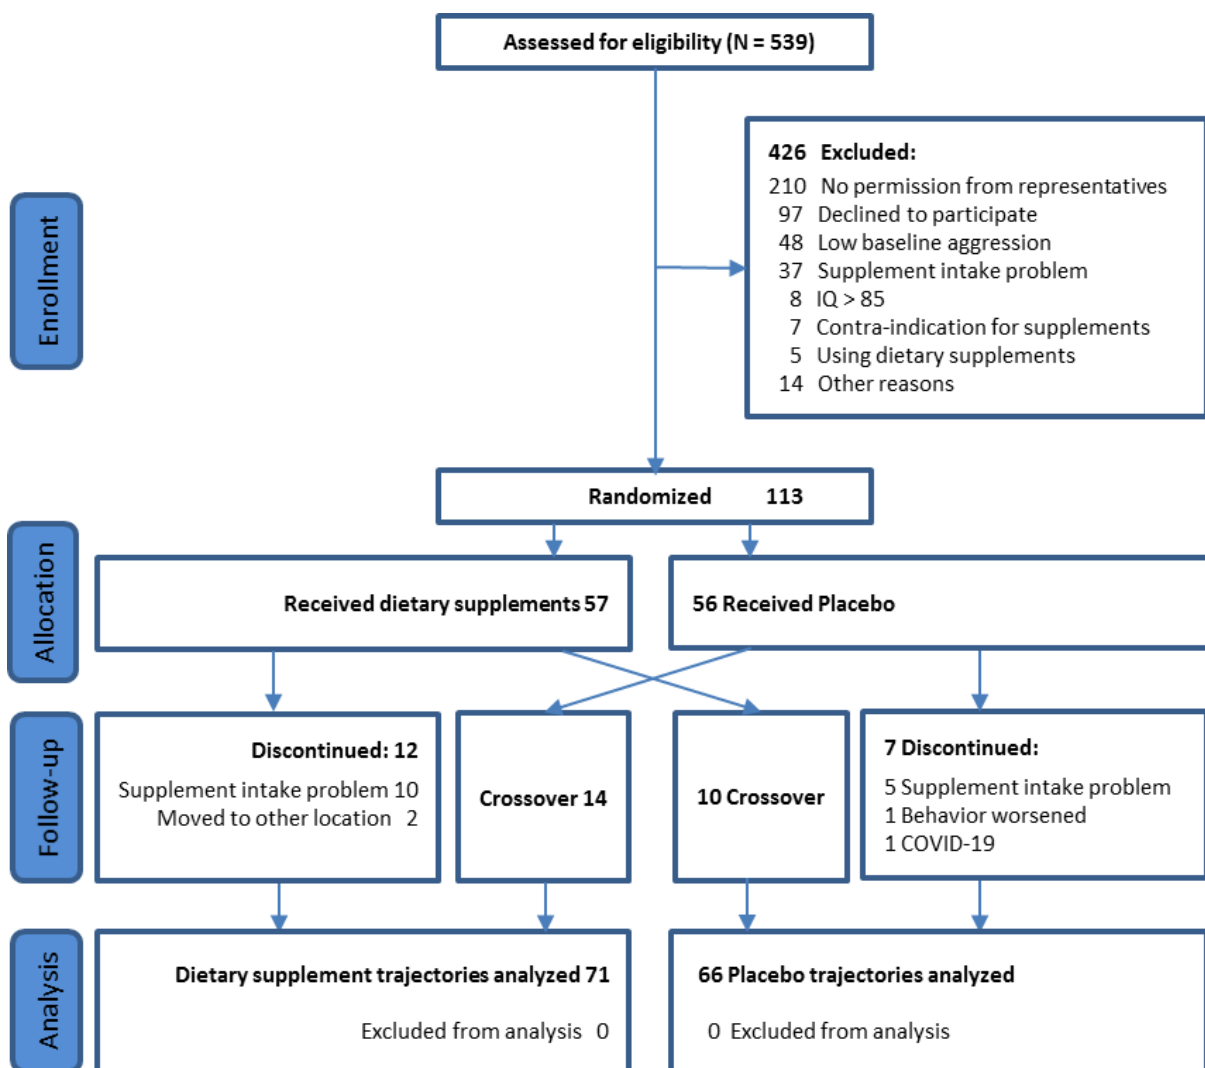 Assessed for eligibility (N = 539)
Enrollment
426 Excluded:
210 No permission from representatives
97 Declined to participate
48 Low baseline aggression
37 Supplement intake problem
8 IQ > 85
7 Contra-indication for supplements
5 Using dietary supplements
14 Other reasons
Randomized 113
Allocation
Received dietary supplements 57
56 Received Placebo
Follow-up
Discontinued: 12
Supplement intake problem 10
Moved to other location 2
Crossover 14
10 Crossover
7 Discontinued:
5 Supplement intake problem
1 Behavior worsened
1 COVID-19
Analysis
Dietary supplement trajectories analyzed 71
Excluded from analysis 0
66 Placebo trajectories analyzed
0 Excluded from analysis